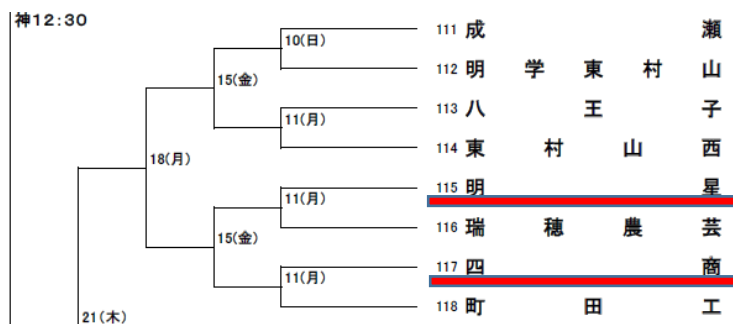 神12:30
111 成瀬
10(日)
112 明学東村山
15(金)
113 八王子
11(月)
114 東村山西
18(月)
115 明星
11(月)
116 瑞穂農芸
15(金)
117 四商
11(月)
118 町田工
21(木)